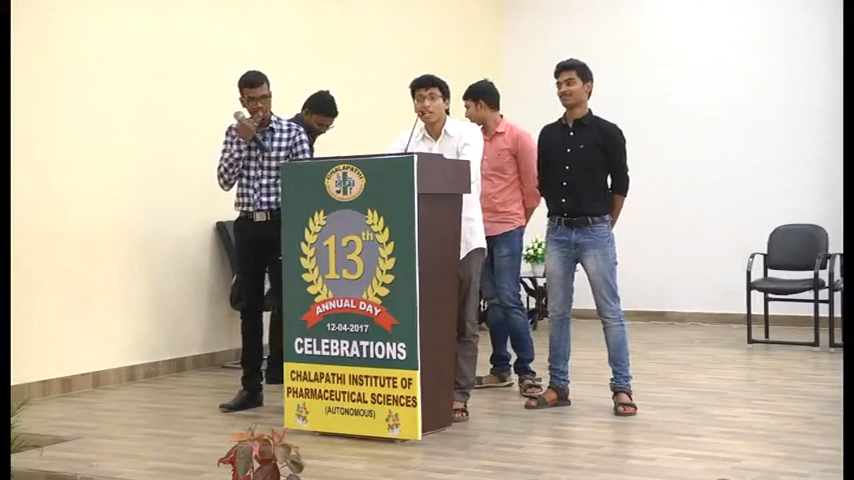 CHALAPATHI
13th
ANNUAL DAY
12-04-2017
CELEBRATIONS
CHALAPATHI INSTITUTE OF
PHARMACEUTICAL SCIENCES
(AUTONOMOUS)